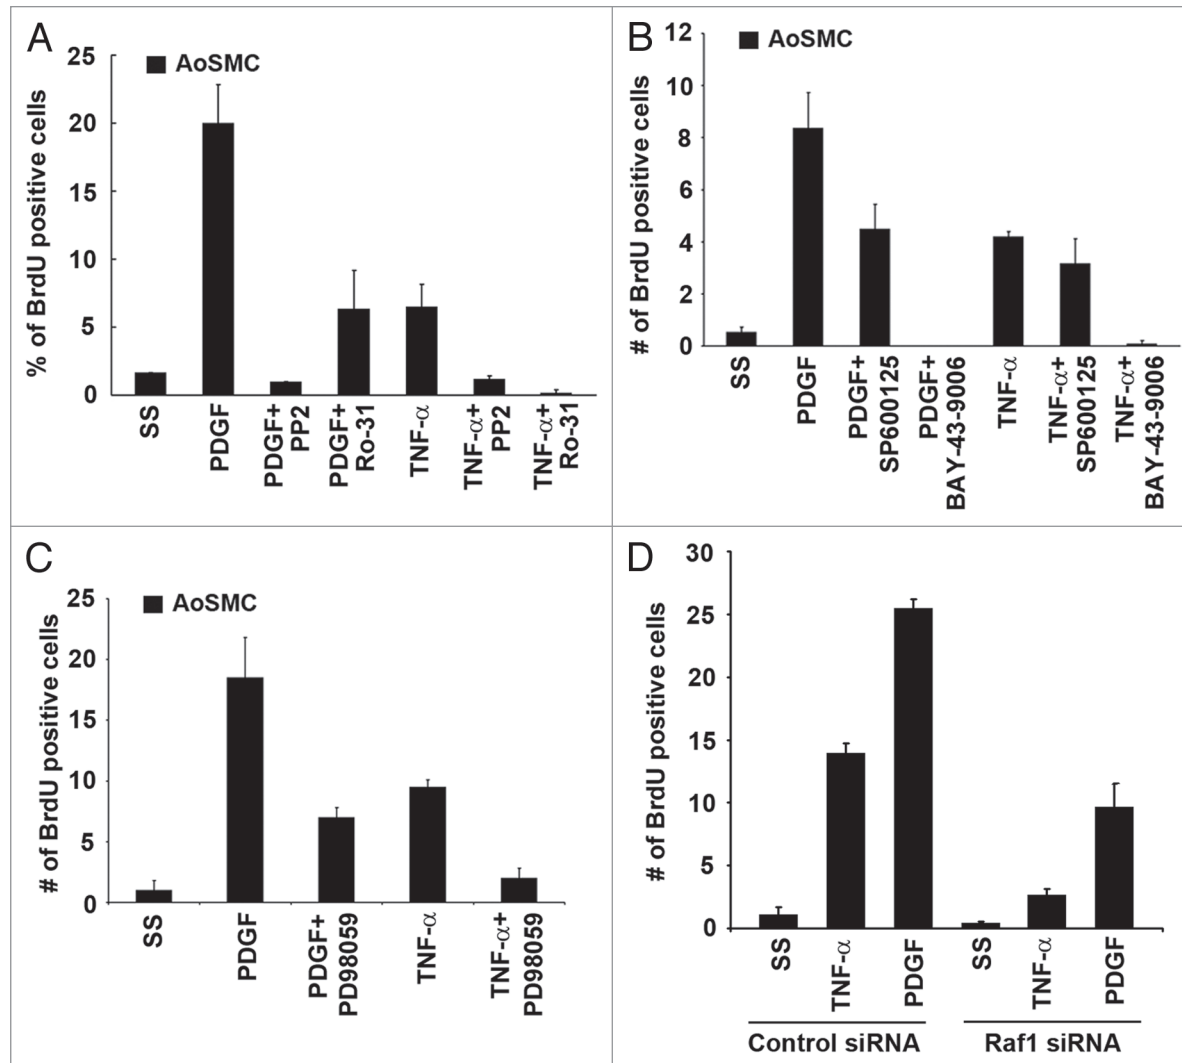 A
AoSMC
% of BrdU positive cells
25
20
15
10
5
0
SS
PDGF
PDGF+
PP2
PDGF+
Ro-31
TNF-α
TNF-α+
PP2
TNF-α+
Ro-31
B
AoSMC
# of BrdU positive cells
12
10
8
6
4
2
0
SS
PDGF
PDGF+
SP600125
PDGF+
BAY-43-9006
TNF-α
TNF-α+
SP600125
TNF-α+
BAY-43-9006
C
AoSMC
# of BrdU positive cells
25
20
15
10
5
0
SS
PDGF
PDGF+
PD98059
TNF-α
TNF-α+
PD98059
D
# of BrdU positive cells
30
25
20
15
10
5
0
SS
TNF-α
PDGF
SS
TNF-α
PDGF
Control siRNA
Raf1 siRNA